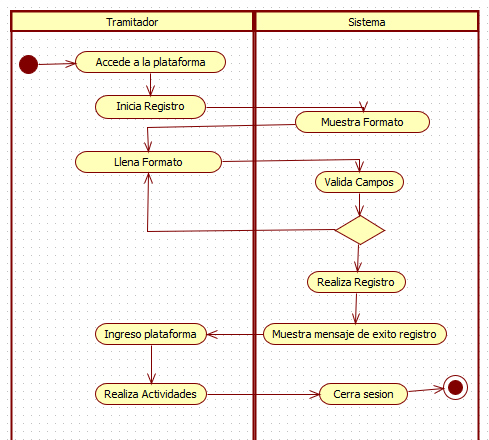 Tramitador
Sistema
Accede a la plataforma
Inicia Registro
Muestra Formato
Llena Formato
Valida Campos
Realiza Registro
Muestra mensaje de exito registro
Ingreso plataforma
Realiza Actividades
Cerra sesion